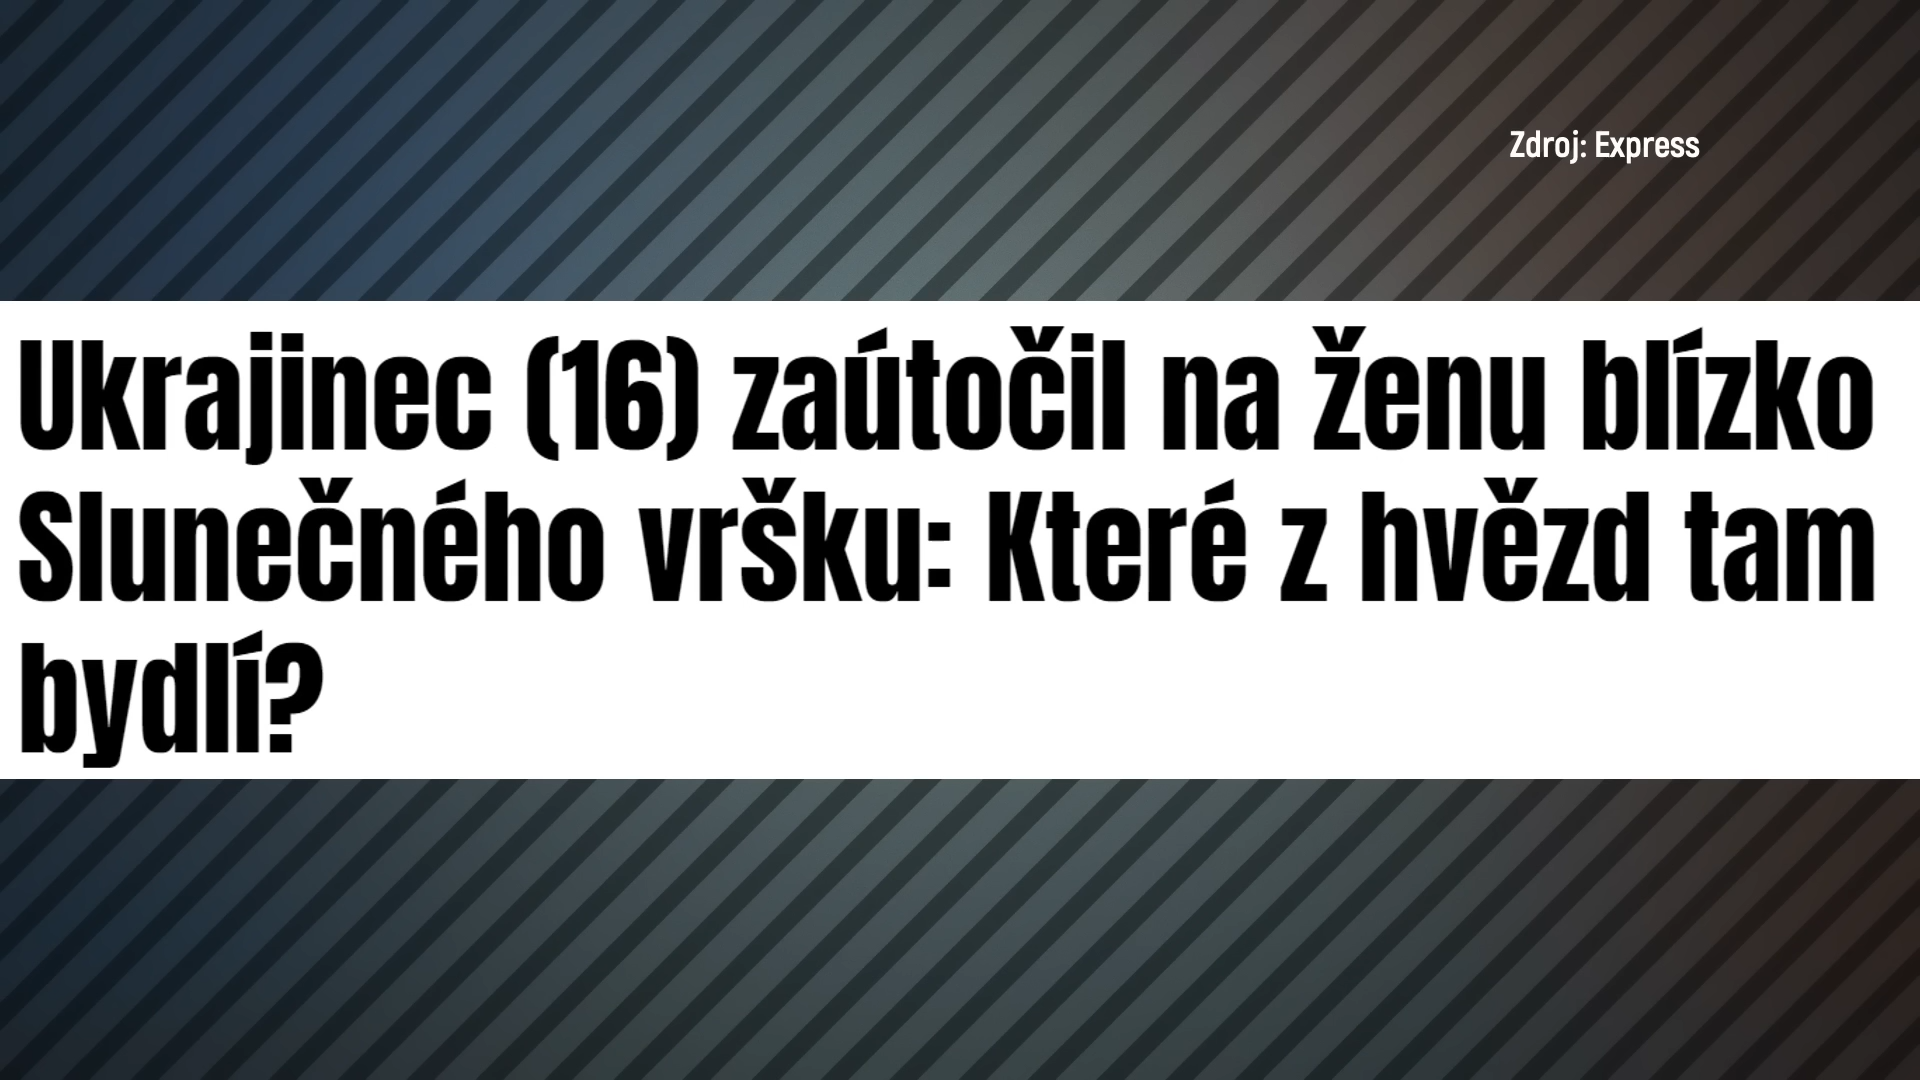 Zdroj: Express
Ukrajinec (16) zaútočil na ženu blízko
Slunečného vršku: Které z hvězd tam
bydlí?